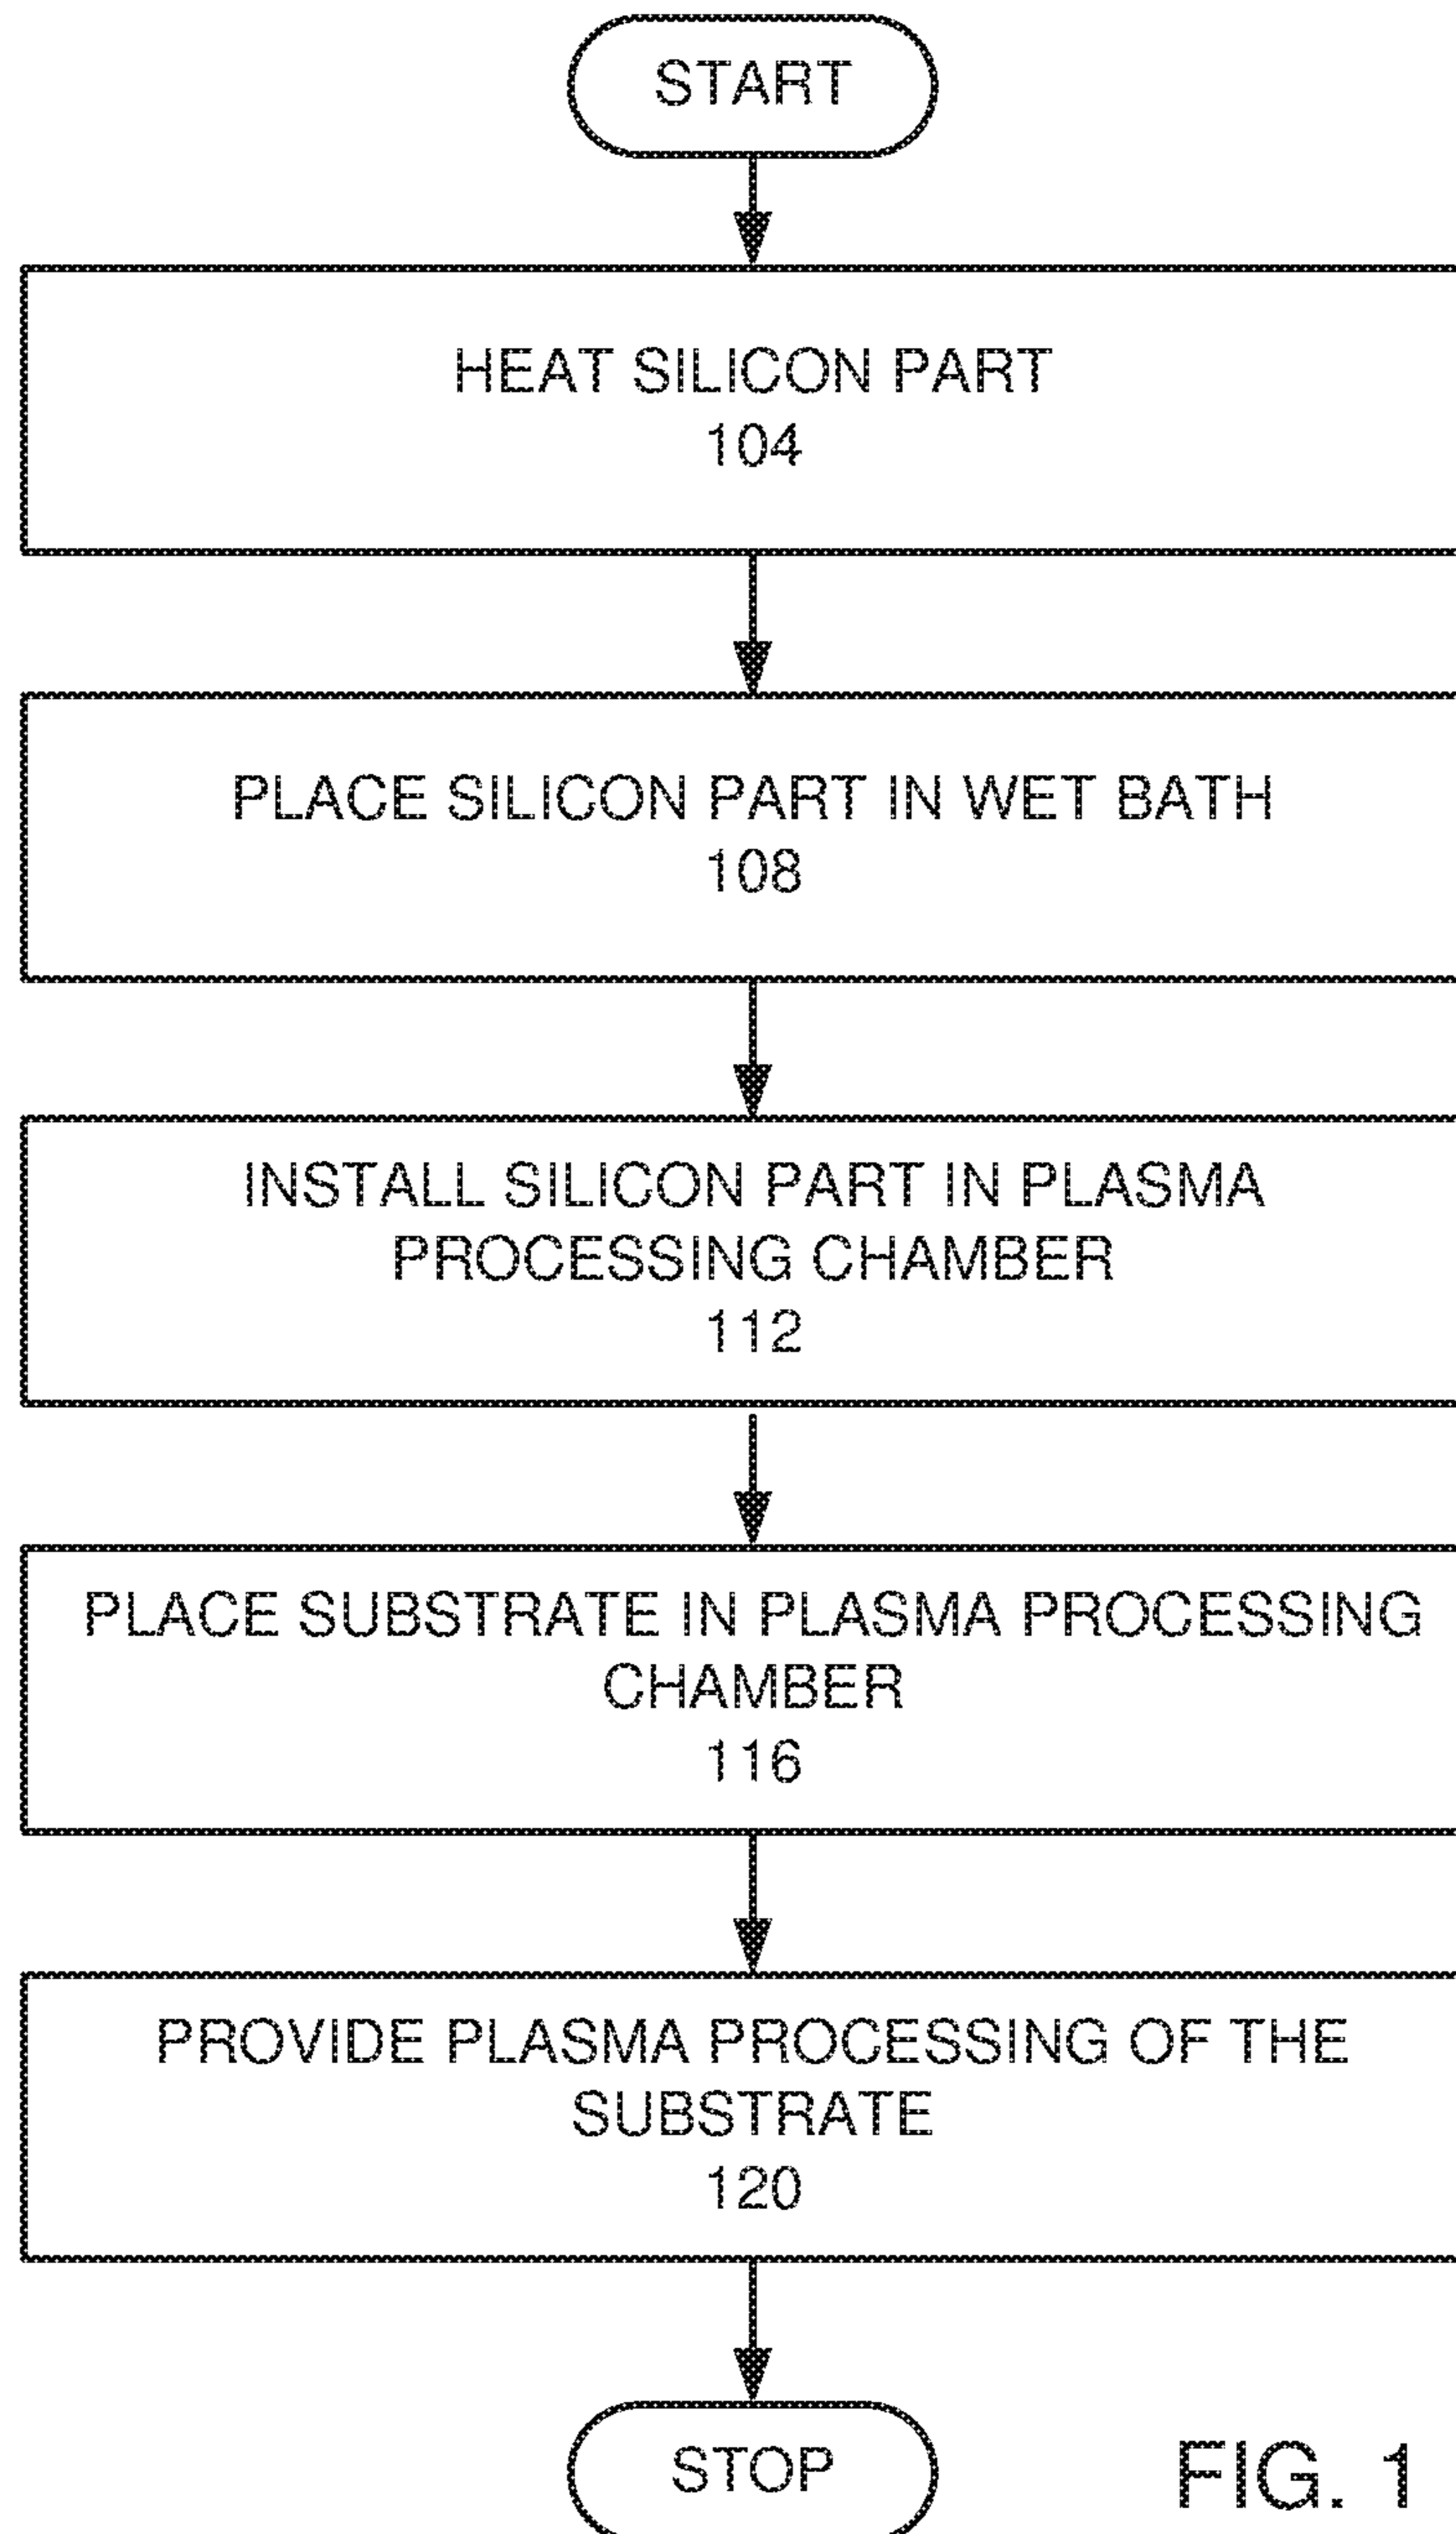 START
HEAT SILICON PART
104
PLACE SILICON PART IN WET BATH
108
INSTALL SILICON PART IN PLASMA
PROCESSING CHAMBER
112
PLACE SUBSTRATE IN PLASMA PROCESSING
CHAMBER
116
PROVIDE PLASMA PROCESSING OF THE
SUBSTRATE
120
STOP
FIG. 1